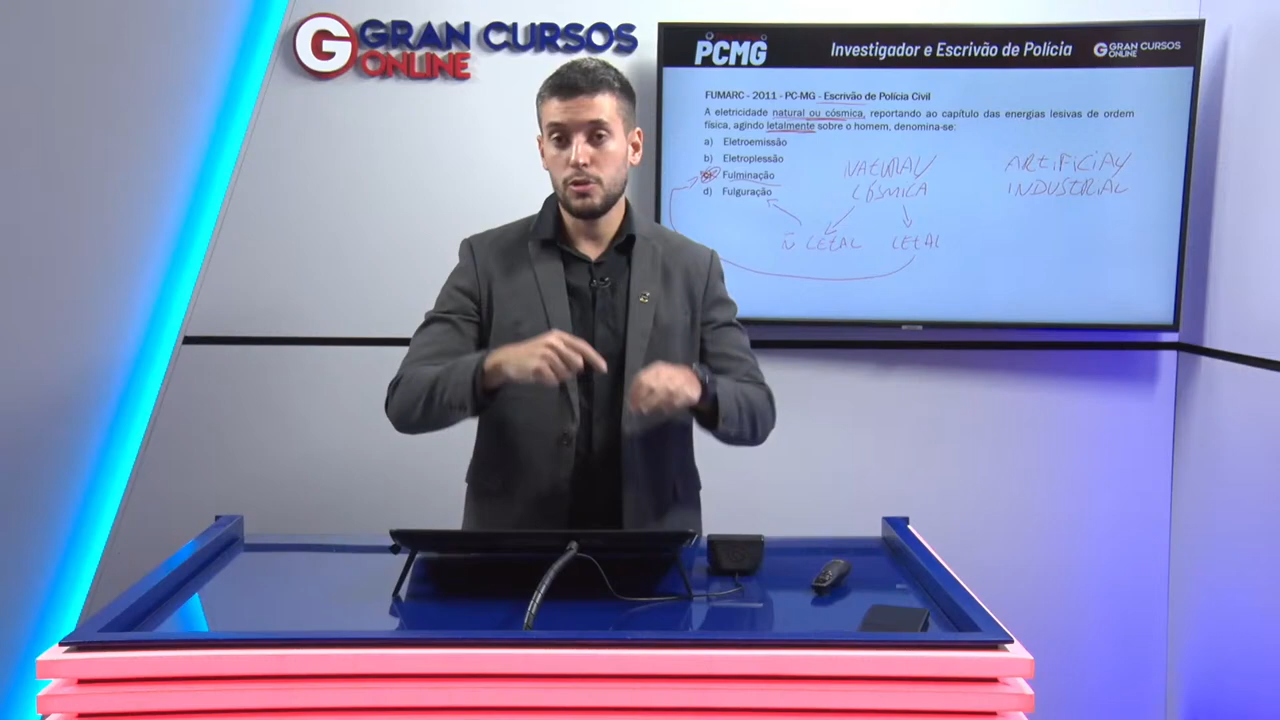 G GRAN CURSOS
ONLINE
PCMG
Investigador e Escrivão de Polícia
G GRAN CURSOS
ONLINE
FUMARC - 2011 - PC-MG - Escrivão de Polícia Civil
A eletricidade natural ou cósmica, reportando ao capítulo das energias lesivas de ordem
física, agindo letalmente sobre o homem, denomina-se:
a) Eletroemissão
b) Eletroplessão
Fulminação
d) Fulguração
NATURAL/
CÓSMICA
ARTIFICIAL/
INDUSTRIAL
Ñ LETAL
LETAL